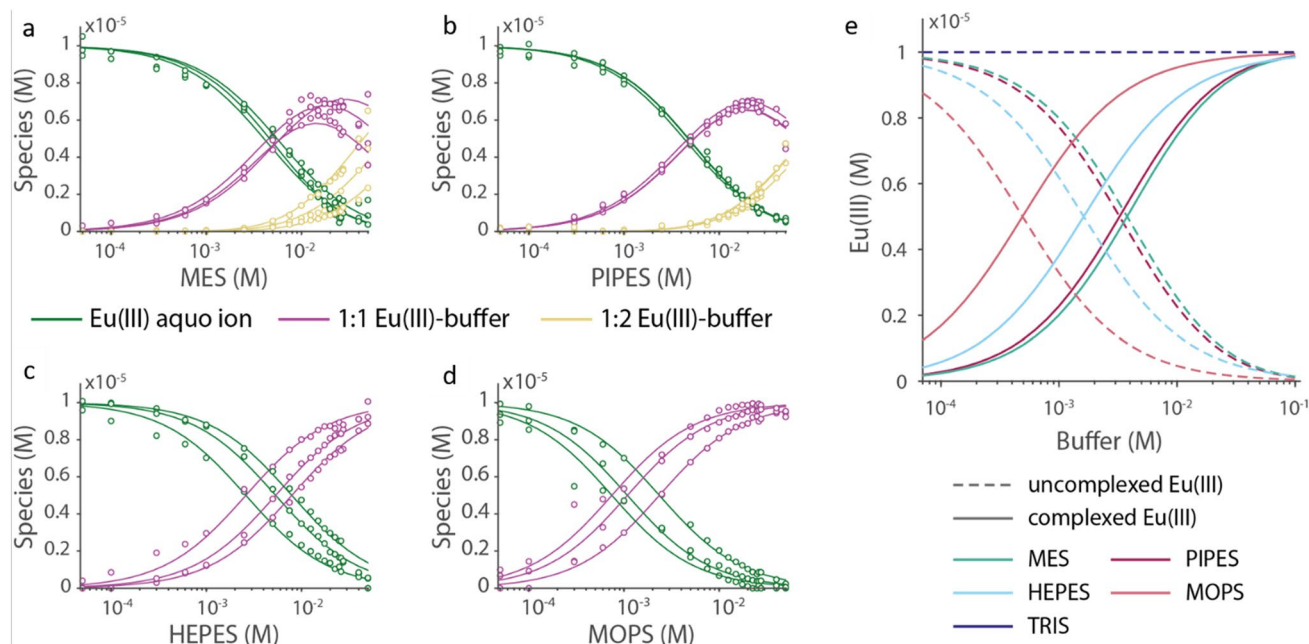 a
x10⁻⁵
1
0.8
0.6
0.4
0.2
0
Species (M)
10⁻⁴ 10⁻³ 10⁻²
MES (M)
b
x10⁻⁵
1
0.8
0.6
0.4
0.2
0
Species (M)
10⁻⁴ 10⁻³ 10⁻²
PIPES (M)
Eu(III) aquo ion 1:1 Eu(III)-buffer 1:2 Eu(III)-buffer
c
x10⁻⁵
1
0.8
0.6
0.4
0.2
0
Species (M)
10⁻⁴ 10⁻³ 10⁻²
HEPES (M)
d
x10⁻⁵
1
0.8
0.6
0.4
0.2
0
Species (M)
10⁻⁴ 10⁻³ 10⁻²
MOPS (M)
e
x10⁻⁵
1
0.8
0.6
0.4
0.2
0
Eu(III) (M)
10⁻⁴ 10⁻³ 10⁻² 10⁻¹
Buffer (M)
uncomplexed Eu(III)
complexed Eu(III)
MES PIPES
HEPES MOPS
TRIS